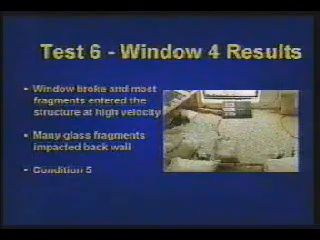 Test 6 - Window 4 Results
Window broke and most
fragments entered the
structure at high velocity
Many glass fragments
impacted back wall
Condition 5